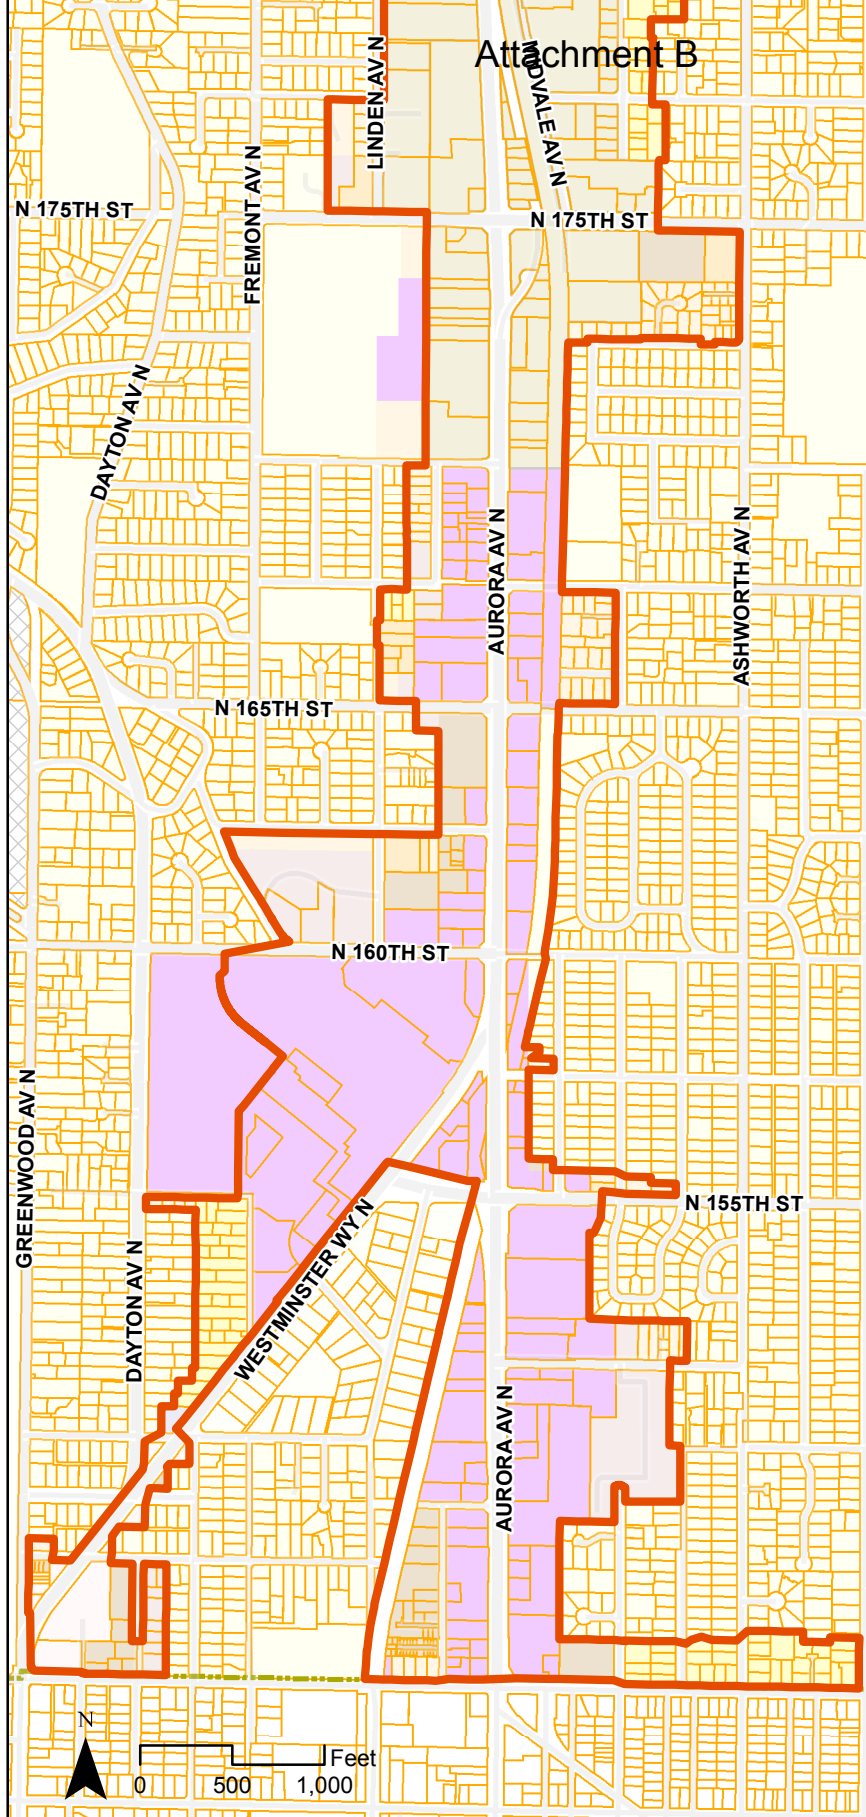 Attachment B
LINDEN AV N
MIDVALE AV N
FREMONT AV N
N 175TH ST
N 175TH ST
DAYTON AV N
AURORA AV N
ASHWORTH AV N
N 165TH ST
N 160TH ST
GREENWOOD AV N
N 155TH ST
WESTMINSTER WY N
DAYTON AV N
AURORA AV N
N
Feet
0 500 1,000